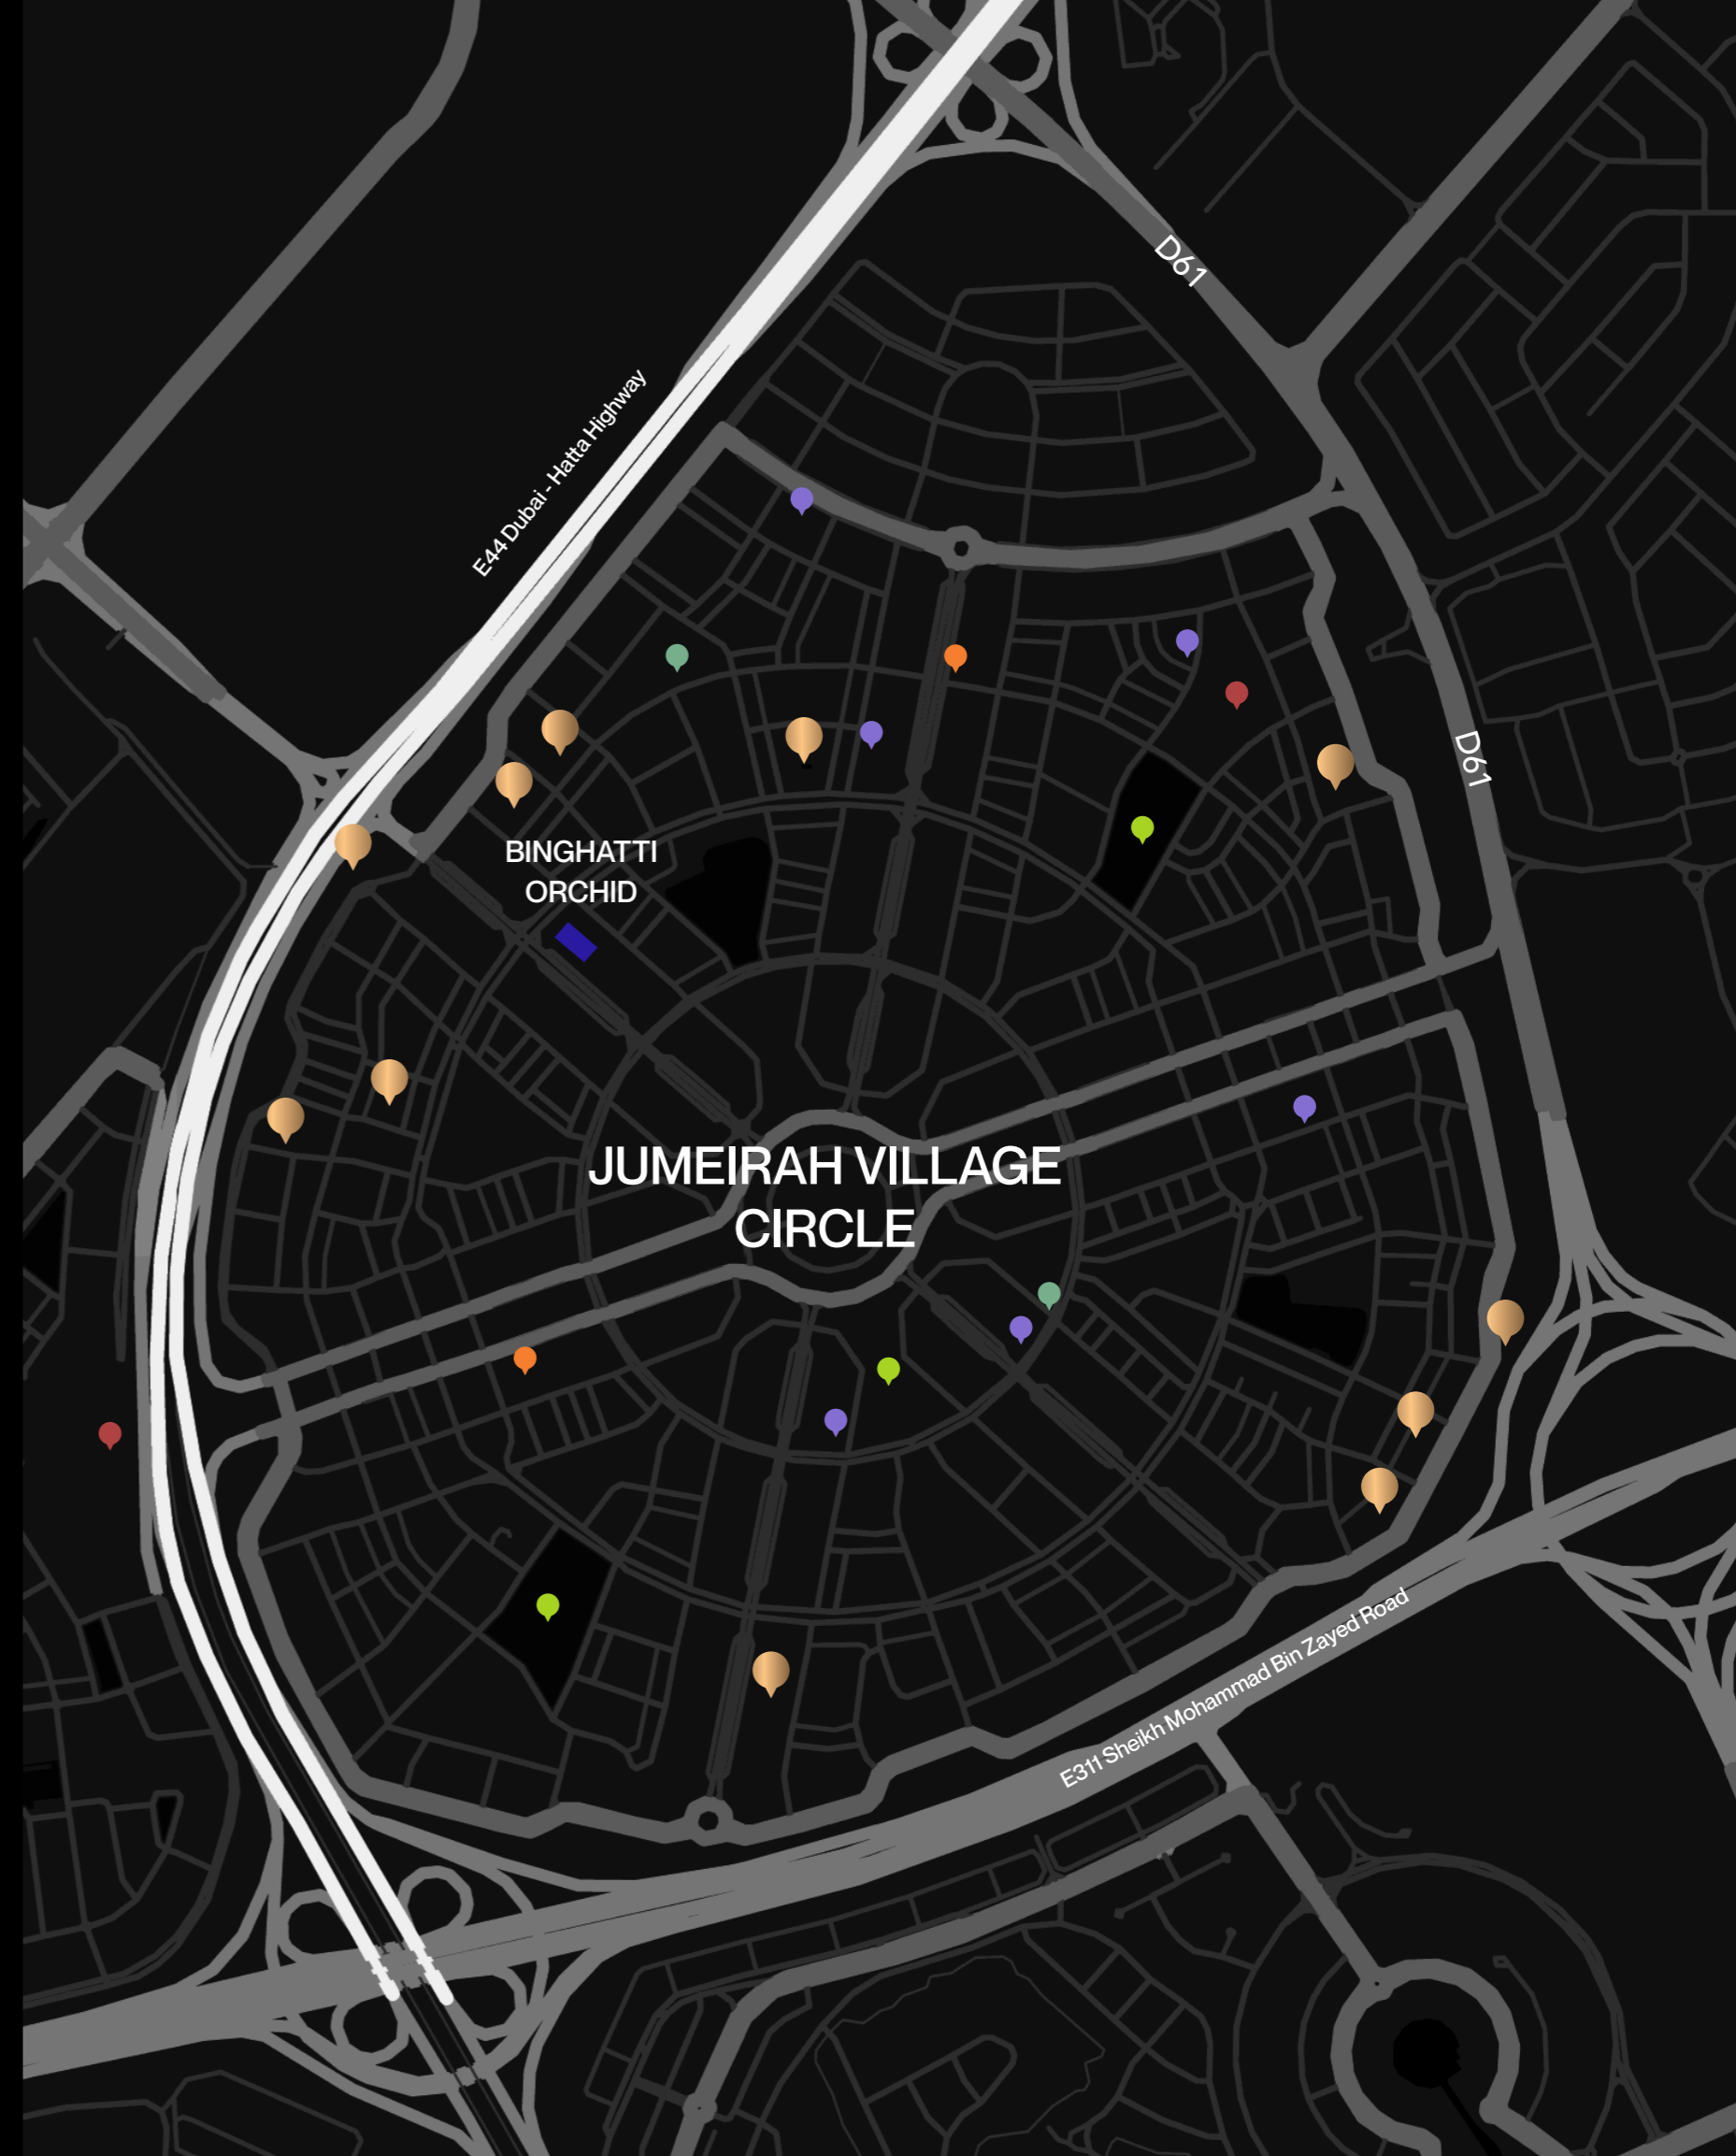 D61
E44 Dubai - Hatta Highway
D61
BINGHATTI
ORCHID
JUMEIRAH VILLAGE
CIRCLE
E311 Sheikh Mohammad Bin Zayed Road